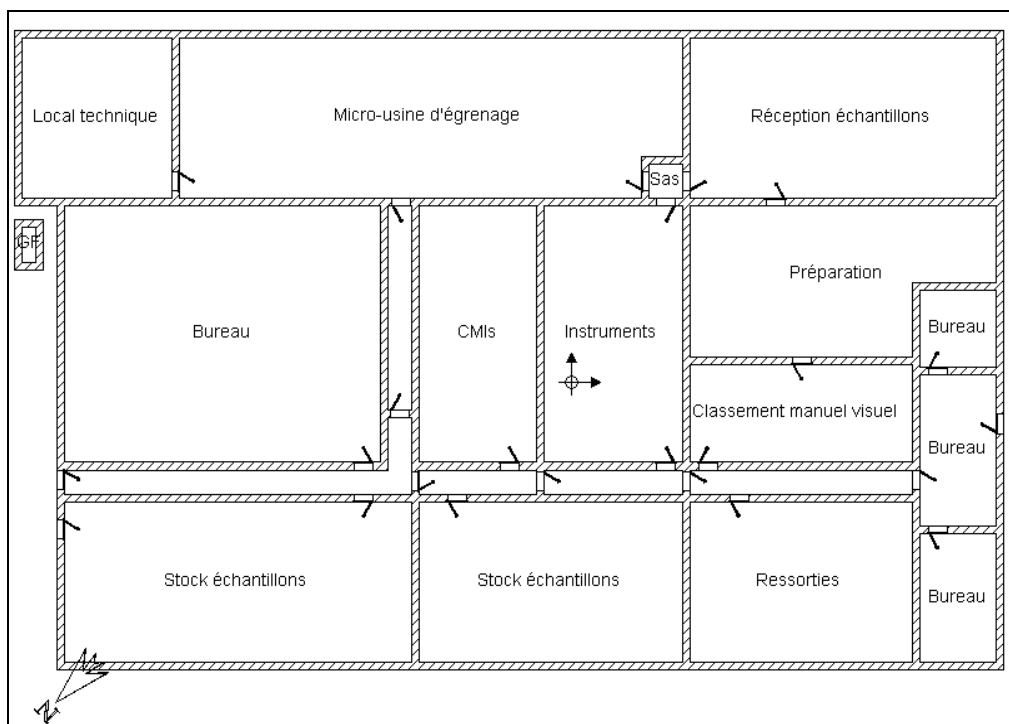 Local technique
Micro-usine d'égrenage
Réception échantillons
Sas
GF
Préparation
Bureau
CMIs
Instruments
Bureau
Classement manuel visuel
Bureau
Stock échantillons
Stock échantillons
Ressorties
Bureau
N